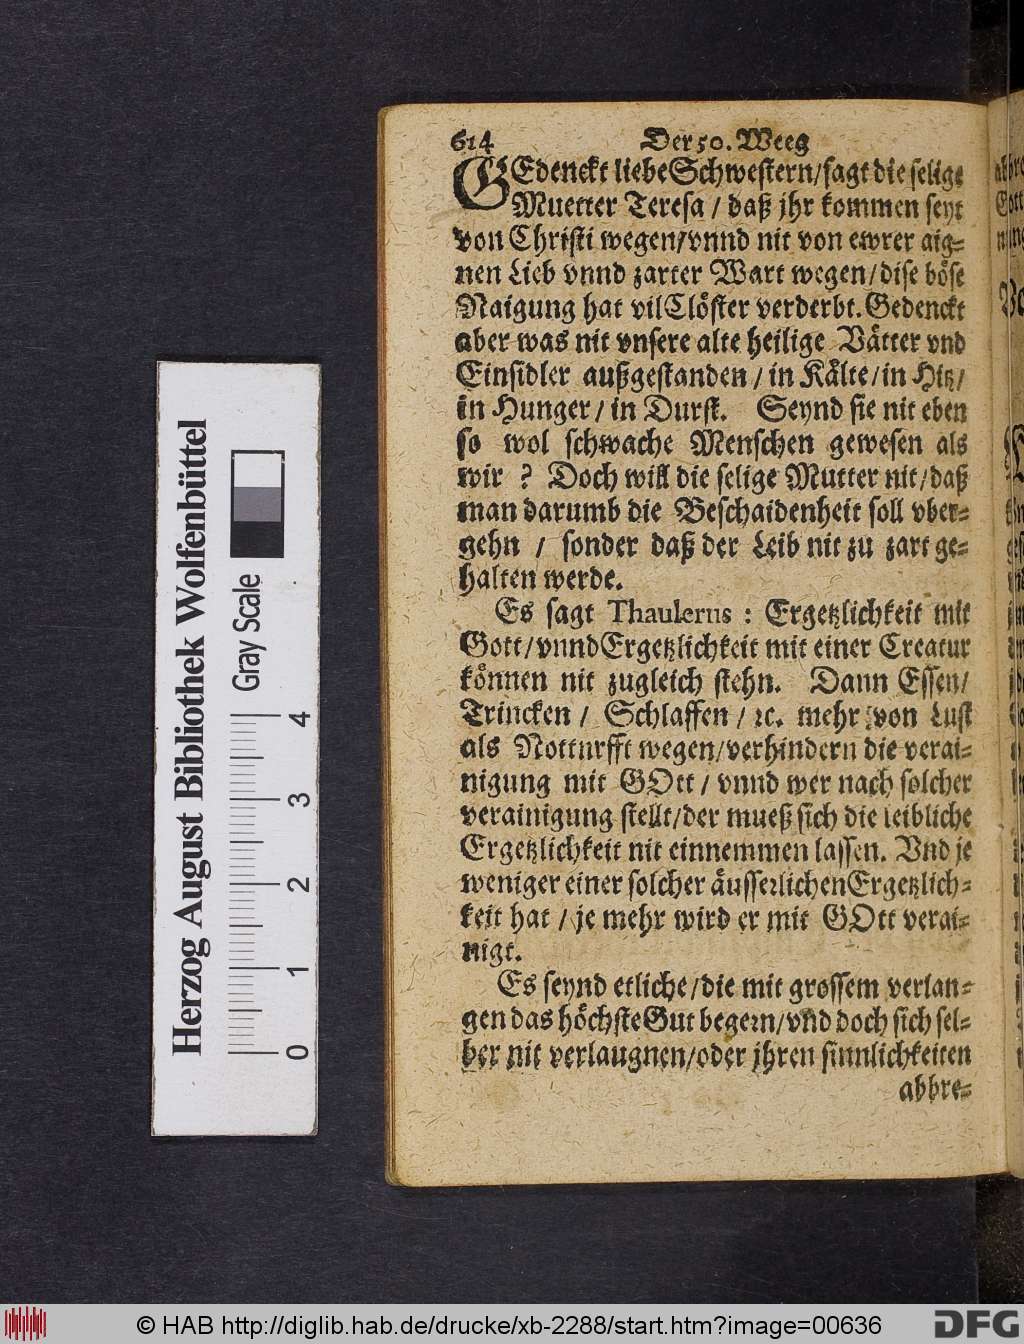 614 Der 50. Weeg
GEdenckt liebe Schwestern/sagt die selige
Muetter Teresa / daß jhr kommen seyt
von Christi wegen/vnnd nit von ewrer aig-
nen Lieb vnnd zarter Wart wegen/dise böse
Naigung hat vil Clöster verderbt. Gedenckt
aber was nit vnsere alte heilige Vätter vnd
Einsidler außgestanden / in Kälte/in Hitz/
in Hunger/ in Durst. Seynd sie nit eben
so wol schwache Menschen gewesen als
wir ? Doch will die selige Mutter nit/daß
man darumb die Beschaidenheit soll vber-
gehn / sonder daß der Leib nit zu zart ge-
halten werde.
Es sagt Thaulerus : Ergetzlichkeit mit
Gott/vnnd Ergetzlichkeit mit einer Creatur
können nit zugleich stehn. Dann Essen/
Trincken / Schlaffen / ꝛc. mehr von Lust
als Notturfft wegen/verhindern die verai-
nigung mit GOtt / vnnd wer nach solcher
verainigung stellt/der mueß sich die leibliche
Ergetzlichkeit nit einnemmen lassen. Vnd je
weniger einer solcher äusserlichen Ergetzlich-
keit hat / je mehr wird er mit GOtt verai-
nigt.
Es seynd etliche/die mit grossem verlan-
gen das höchste Gut begern/vnd doch sich sel-
ber nit verlaugnen/oder jhren sinnlichkeiten
abbre-
Herzog August Bibliothek Wolfenbüttel
Gray Scale
0 1 2 3 4
© HAB http://diglib.hab.de/drucke/xb-2288/start.htm?image=00636
DFG